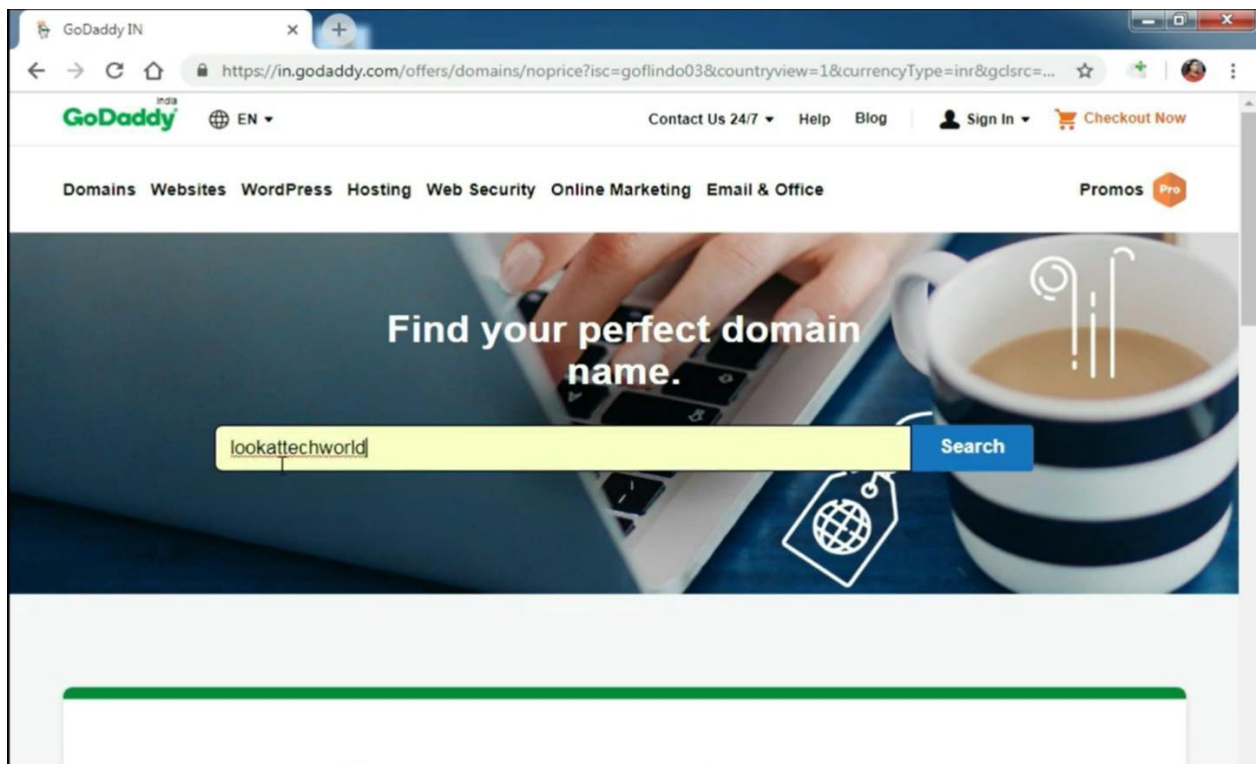 GoDaddy IN
https://in.godaddy.com/offers/domains/noprice?isc=goflindo03&countryview=1&currencyType=inr&gclsrc=...
India
GoDaddy EN Contact Us 24/7 Help Blog Sign In Checkout Now
Domains Websites WordPress Hosting Web Security Online Marketing Email & Office Promos Pro
Find your perfect domain
name.
lookattechworld Search